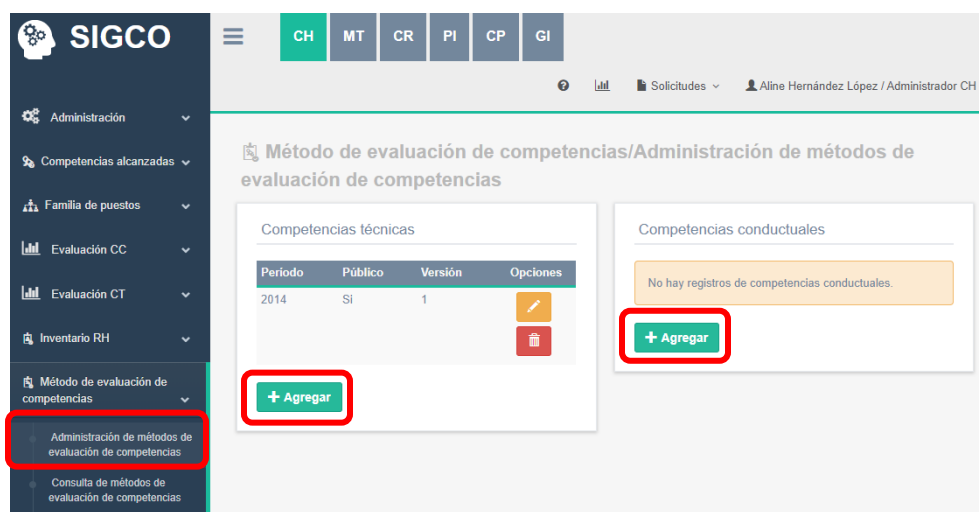 SIGCO
CH MT CR PI CP GI
Solicitudes
Aline Hernández López / Administrador CH
Administración
Competencias alcanzadas
Familia de puestos
Evaluación CC
Evaluación CT
Inventario RH
Método de evaluación de
competencias
Administración de métodos de
evaluación de competencias
Consulta de métodos de
evaluación de competencias
Método de evaluación de competencias/Administración de métodos de
evaluación de competencias
Competencias técnicas
Periodo Público Versión Opciones
2014 Si 1
Agregar
Competencias conductuales
No hay registros de competencias conductuales.
Agregar